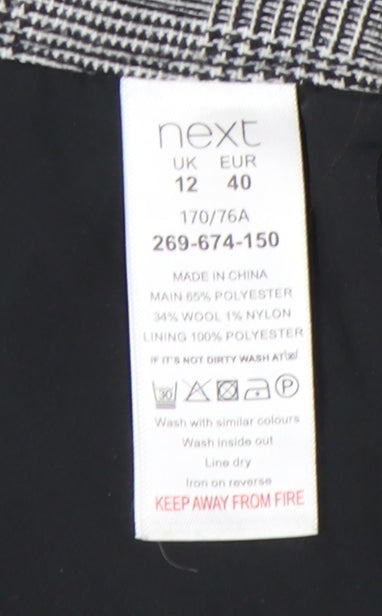 next
UK EUR
12 40
170/76A
269-674-150
MADE IN CHINA
MAIN 65% POLYESTER
34% WOOL 1% NYLON
LINING 100% POLYESTER
IF IT'S NOT DIRTY WASH AT 30
30 P
Wash with similar colours
Wash inside out
Line dry
Iron on reverse
KEEP AWAY FROM FIRE